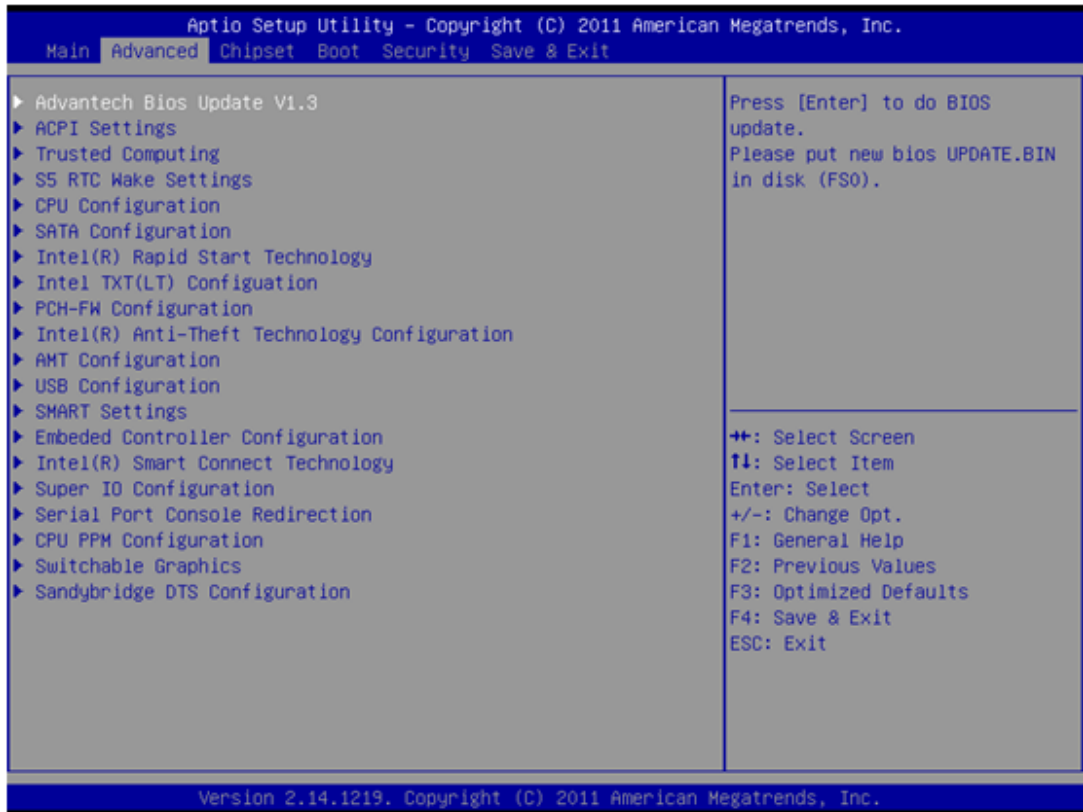 Aptio Setup Utility – Copyright (C) 2011 American Megatrends, Inc.
Main Advanced Chipset Boot Security Save & Exit
▶ Advantech Bios Update V1.3
▶ ACPI Settings
▶ Trusted Computing
▶ S5 RTC Wake Settings
▶ CPU Configuration
▶ SATA Configuration
▶ Intel(R) Rapid Start Technology
▶ Intel TXT(LT) Configuation
▶ PCH-FW Configuration
▶ Intel(R) Anti-Theft Technology Configuration
▶ AMT Configuration
▶ USB Configuration
▶ SMART Settings
▶ Embeded Controller Configuration
▶ Intel(R) Smart Connect Technology
▶ Super IO Configuration
▶ Serial Port Console Redirection
▶ CPU PPM Configuration
▶ Switchable Graphics
▶ Sandybridge DTS Configuration
Press [Enter] to do BIOS
update.
Please put new bios UPDATE.BIN
in disk (FS0).
→←: Select Screen
↑↓: Select Item
Enter: Select
+/-: Change Opt.
F1: General Help
F2: Previous Values
F3: Optimized Defaults
F4: Save & Exit
ESC: Exit
Version 2.14.1219. Copyright (C) 2011 American Megatrends, Inc.